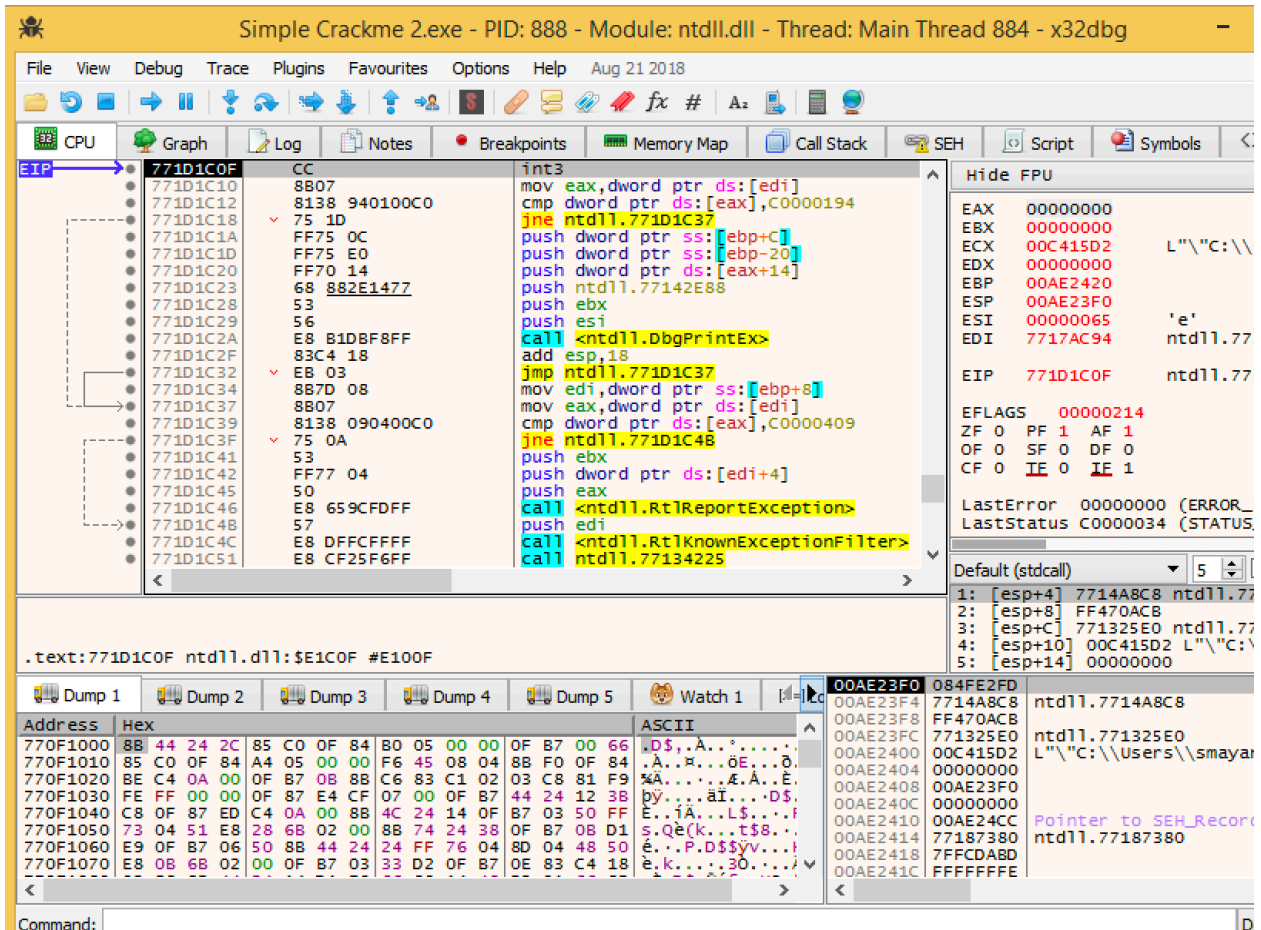 Simple Crackme 2.exe - PID: 888 - Module: ntdll.dll - Thread: Main Thread 884 - x32dbg
File View Debug Trace Plugins Favourites Options Help Aug 21 2018
CPU Graph Log Notes Breakpoints Memory Map Call Stack SEH Script Symbols
EIP 771D1C0F CC int3
771D1C10 8B07 mov eax,dword ptr ds:[edi]
771D1C12 8138 940100C0 cmp dword ptr ds:[eax],C0000194
771D1C18 75 1D jne ntdll.771D1C37
771D1C1A FF75 0C push dword ptr ss:[ebp+C]
771D1C1D FF75 E0 push dword ptr ss:[ebp-20]
771D1C20 FF70 14 push dword ptr ds:[eax+14]
771D1C23 68 882E1477 push ntdll.77142E88
771D1C28 53 push ebx
771D1C29 56 push esi
771D1C2A E8 B1DBF8FF call <ntdll.DbgPrintEx>
771D1C2F 83C4 18 add esp,18
771D1C32 EB 03 jmp ntdll.771D1C37
771D1C34 8B7D 08 mov edi,dword ptr ss:[ebp+8]
771D1C37 8B07 mov eax,dword ptr ds:[edi]
771D1C39 8138 090400C0 cmp dword ptr ds:[eax],C0000409
771D1C3F 75 0A jne ntdll.771D1C4B
771D1C41 53 push ebx
771D1C42 FF77 04 push dword ptr ds:[edi+4]
771D1C45 50 push eax
771D1C46 E8 659CFDFF call <ntdll.RtlReportException>
771D1C4B 57 push edi
771D1C4C E8 DFFCFFFF call <ntdll.RtlKnownExceptionFilter>
771D1C51 E8 CF25F6FF call ntdll.77134225
Hide FPU
EAX 00000000
EBX 00000000
ECX 00C415D2 L"\"C:\\
EDX 00000000
EBP 00AE2420
ESP 00AE23F0
ESI 00000065 'e'
EDI 7717AC94 ntdll.77
EIP 771D1C0F ntdll.77
EFLAGS 00000214
ZF 0 PF 1 AF 1
OF 0 SF 0 DF 0
CF 0 TF 0 IF 1
LastError 00000000 (ERROR_
LastStatus C0000034 (STATUS_
Default (stdcall) 5
1: [esp+4] 7714A8C8 ntdll.77
2: [esp+8] FF470ACB
3: [esp+C] 771325E0 ntdll.77
4: [esp+10] 00C415D2 L"\"C:\
5: [esp+14] 00000000
.text:771D1C0F ntdll.dll:$E1C0F #E100F
Dump 1 Dump 2 Dump 3 Dump 4 Dump 5 Watch 1
Address Hex ASCII
770F1000 8B 44 24 2C 85 C0 0F 84 B0 05 00 00 0F B7 00 66 .D$,.À..°......
770F1010 85 C0 0F 84 A4 05 00 00 F6 45 08 04 8B F0 0F 84 .À..¤...öE...ð.
770F1020 BE C4 0A 00 0F B7 0B 8B C6 83 C1 02 03 C8 81 F9 ¾Ä...·..Æ.Á..È.
770F1030 FE FF 00 00 0F 87 E4 CF 07 00 0F B7 44 24 12 3B þÿ....äÏ...·D$.
770F1040 C8 0F 87 ED C4 0A 00 8B 4C 24 14 0F B7 03 50 FF È..íÄ...L$..·.P
770F1050 73 04 51 E8 28 6B 02 00 8B 74 24 38 0F B7 0B D1 s.Qè(k...t$8.·.
770F1060 E9 0F B7 06 50 8B 44 24 24 FF 76 04 8D 04 48 50 é.·.P.D$$ÿv...H
770F1070 E8 0B 6B 02 00 0F B7 03 33 D2 0F B7 0E 83 C4 18 è.k...·.3Ò.·..Ä
00AE23F0 084FE2FD
00AE23F4 7714A8C8 ntdll.7714A8C8
00AE23F8 FF470ACB
00AE23FC 771325E0 ntdll.771325E0
00AE2400 00C415D2 L"\"C:\\Users\\smayan
00AE2404 00000000
00AE2408 00AE23F0
00AE240C 00000000
00AE2410 00AE24CC Pointer to SEH_Record
00AE2414 77187380 ntdll.77187380
00AE2418 7FFCDABD
00AE241C FFFFFFFE
Command: